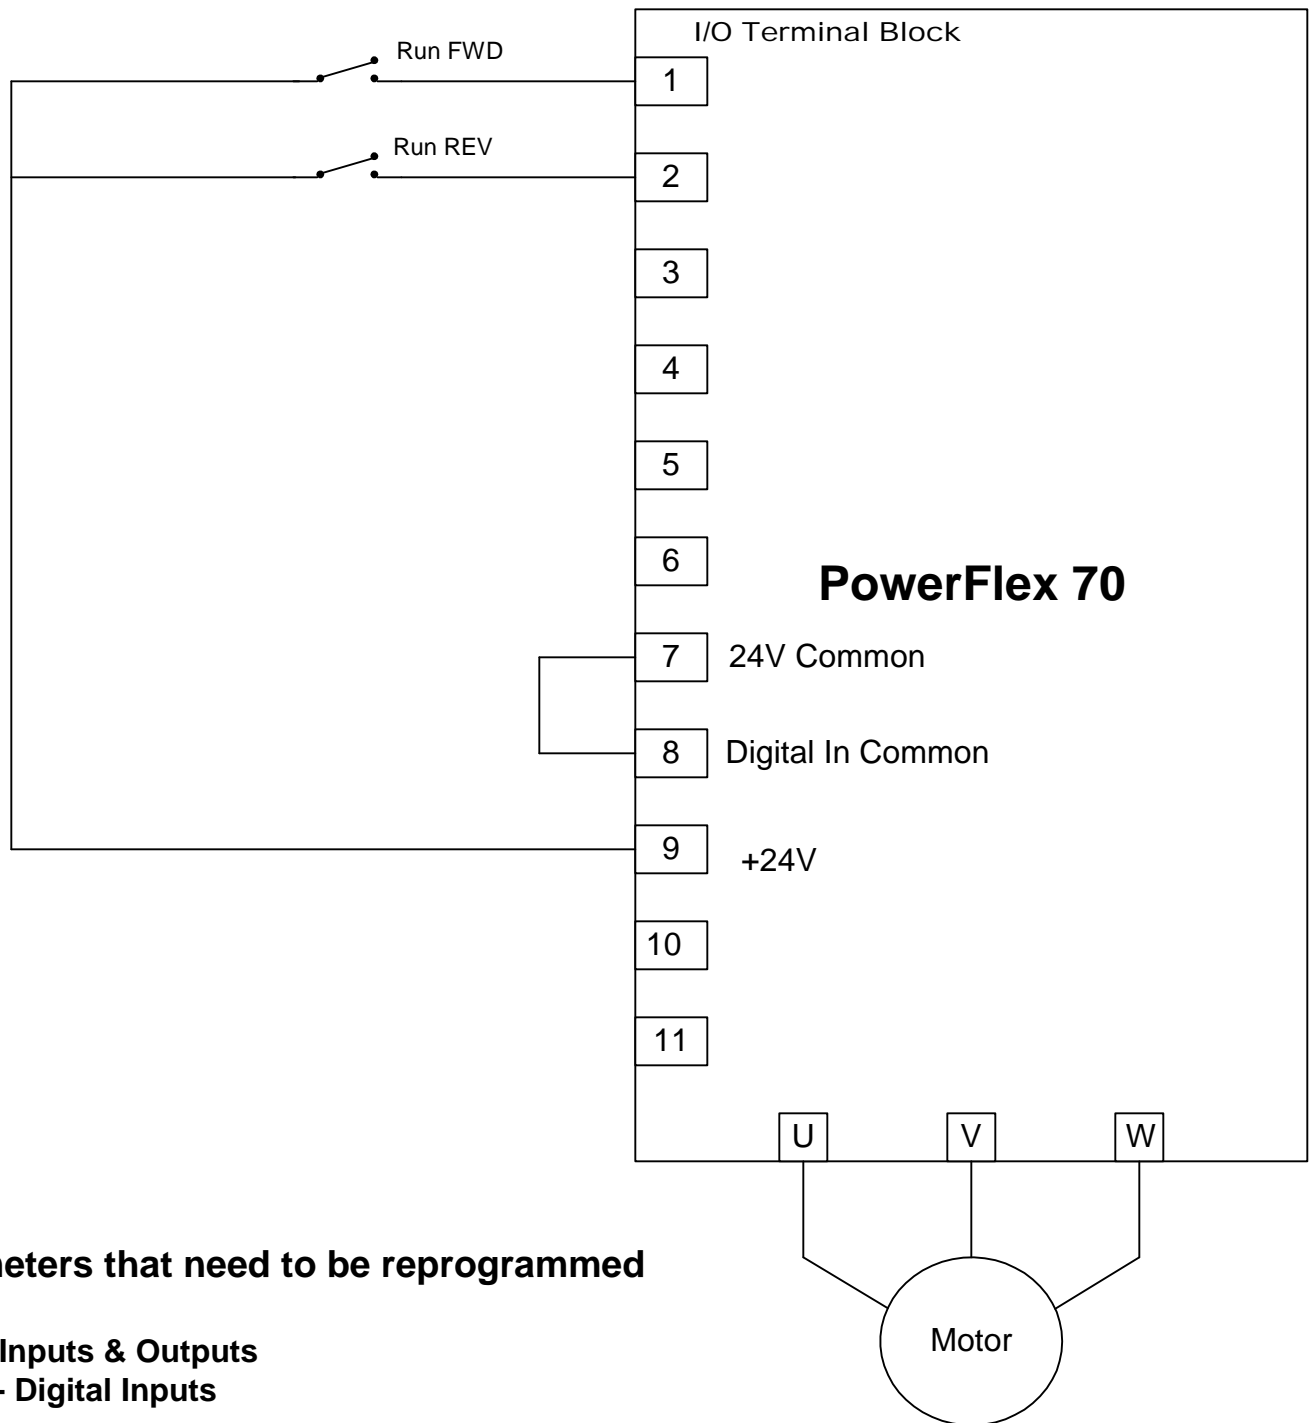 I/O Terminal Block
Run FWD
1
Run REV
2
3
4
5
6
PowerFlex 70
7 24V Common
8 Digital In Common
9 +24V
10
11
U V W
that need to be reprogrammed
Motor
Inputs & Outputs
- Digital Inputs